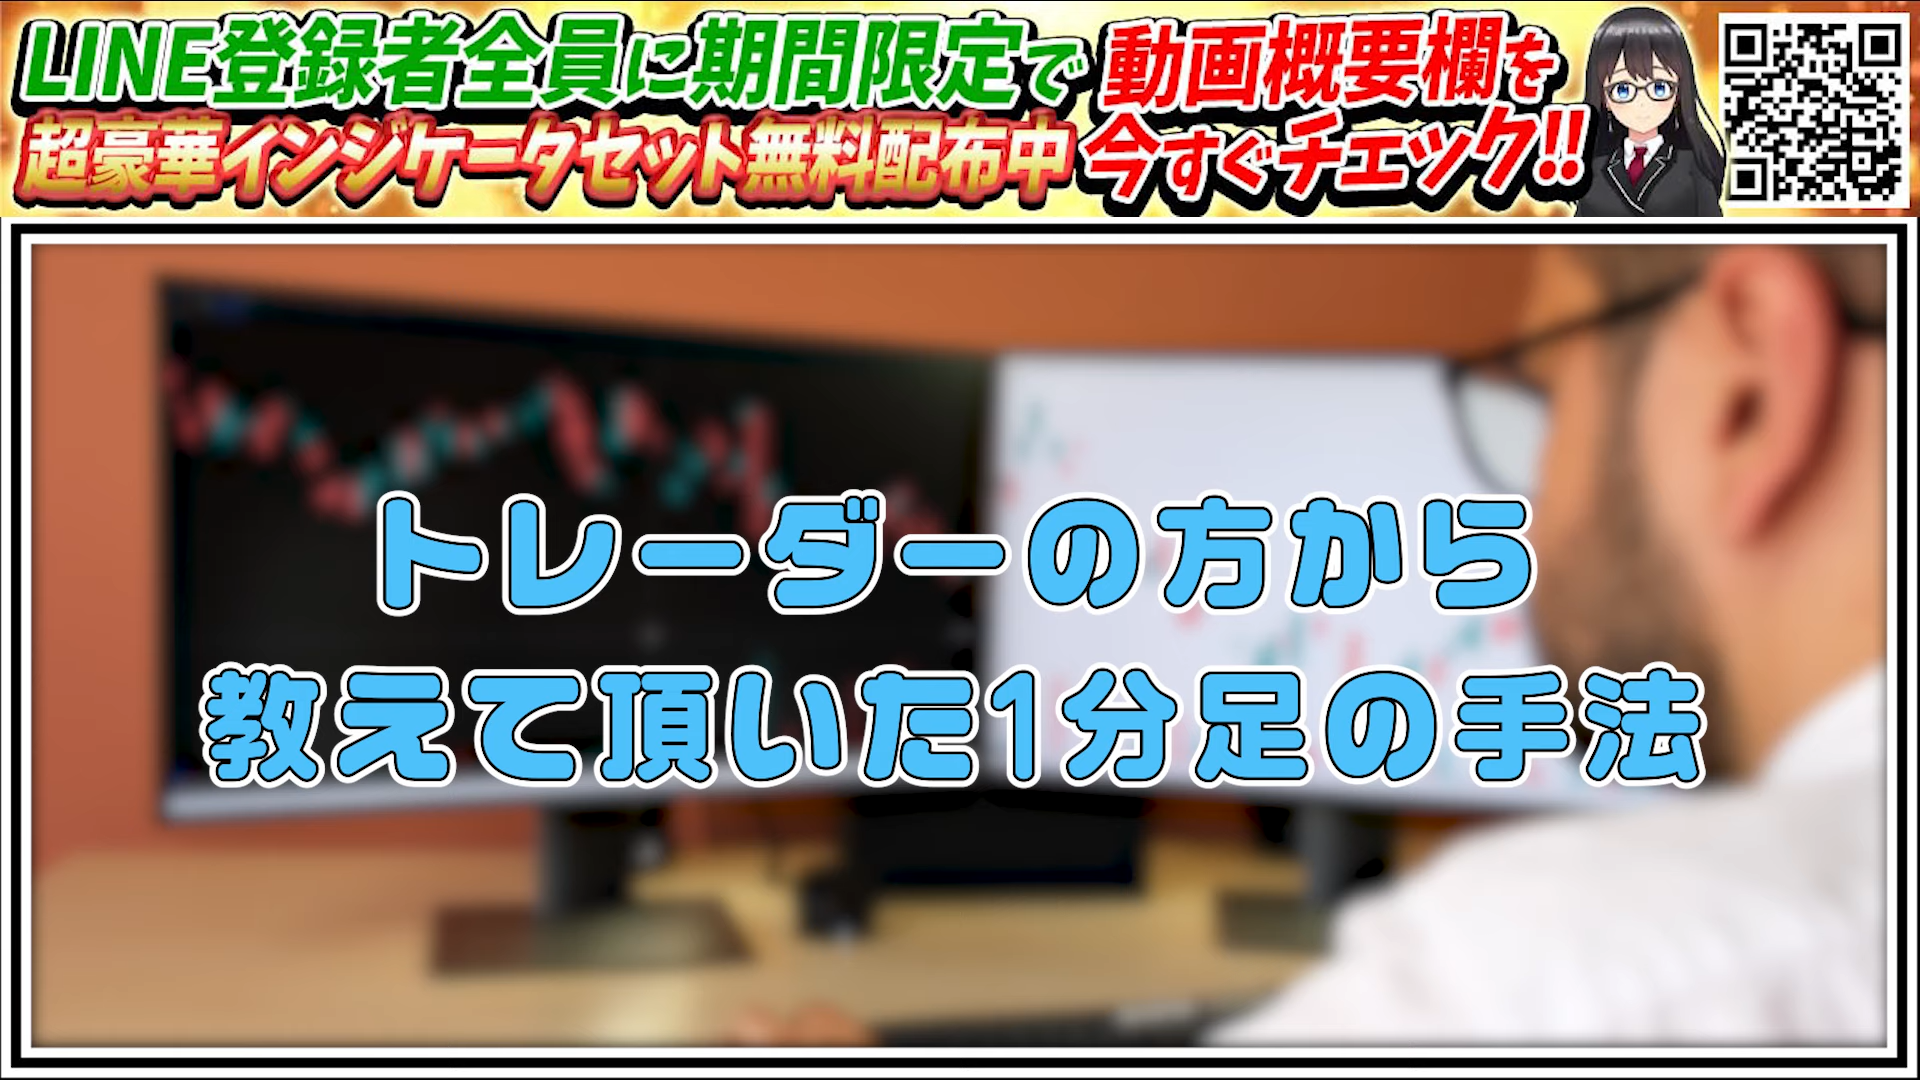 LINE登録者全員に期間限定で
超豪華インジケータセット無料配布中
動画概要欄を
今すぐチェック!!
トレーダーの方から
教えて頂いた1分足の手法